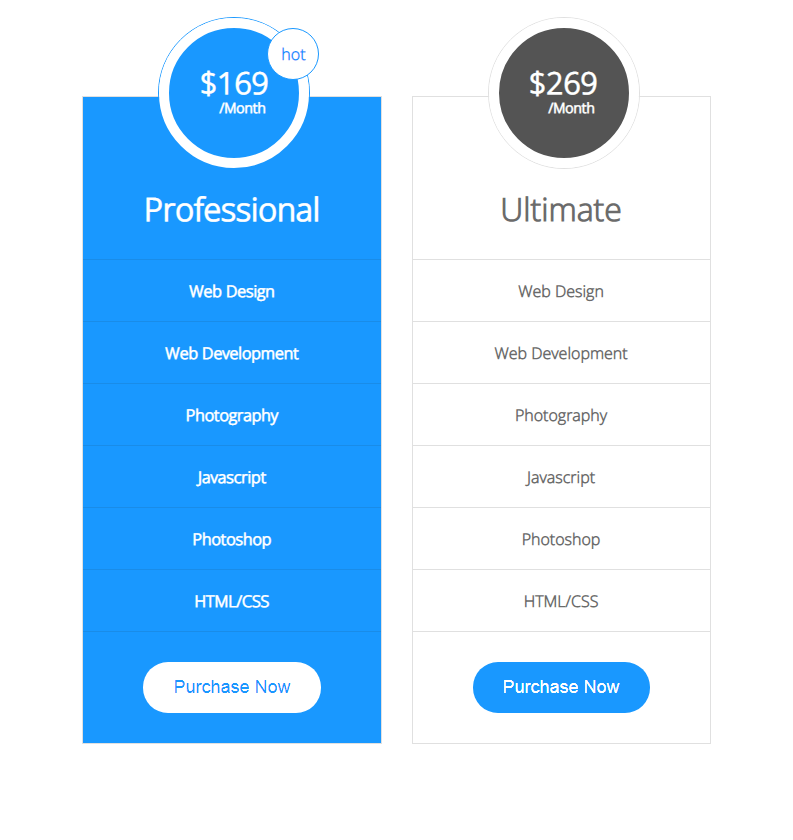 hot
$169
/Month
Professional
Web Design
Web Development
Photography
Javascript
Photoshop
HTML/CSS
Purchase Now
$269
/Month
Ultimate
Web Design
Web Development
Photography
Javascript
Photoshop
HTML/CSS
Purchase Now